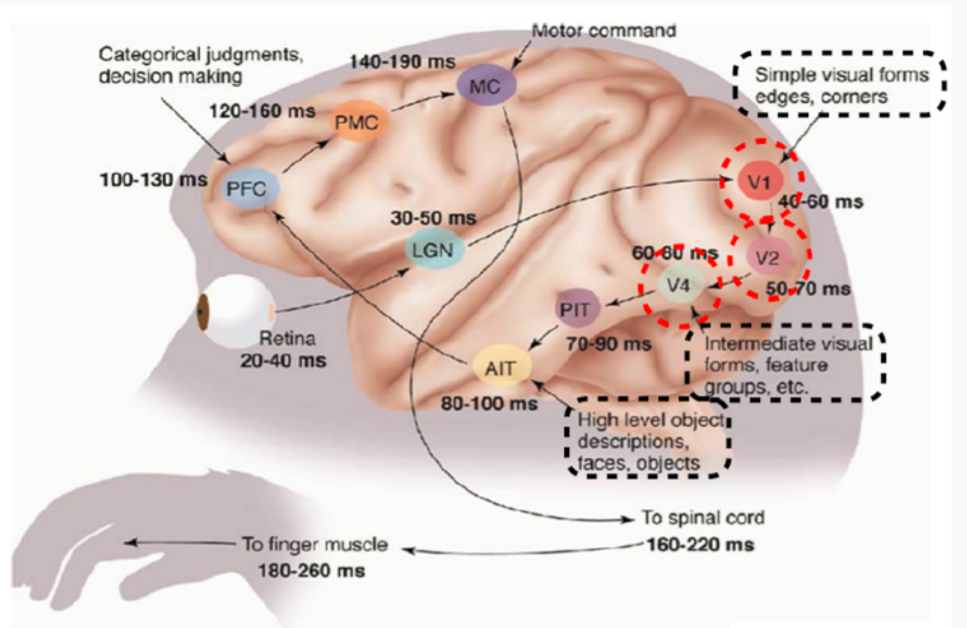 Motor command
Categorical judgments,
decision making
140-190 ms
MC
Simple visual forms
edges, corners
120-160 ms
PMC
100-130 ms
PFC
V1
40-60 ms
30-50 ms
LGN
60-80 ms
V2
V4
50-70 ms
PIT
Retina
20-40 ms
70-90 ms
Intermediate visual
forms, feature
groups, etc.
AIT
80-100 ms
High level object
descriptions,
faces, objects
To spinal cord
160-220 ms
To finger muscle
180-260 ms